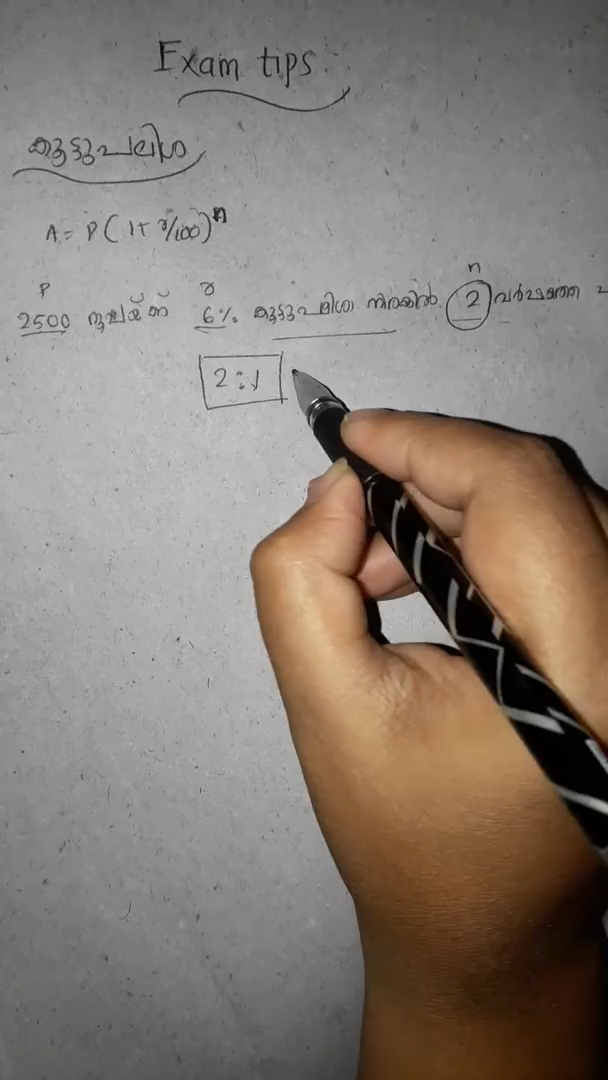 Exam tips
കൂട്ടുപലിശ
A = P(1+r/100)^n
P r n
2500 രൂപയ്ക്ക് 6% കൂട്ടുപലിശ നിരക്കിൽ 2 വർഷത്തെ
2:1